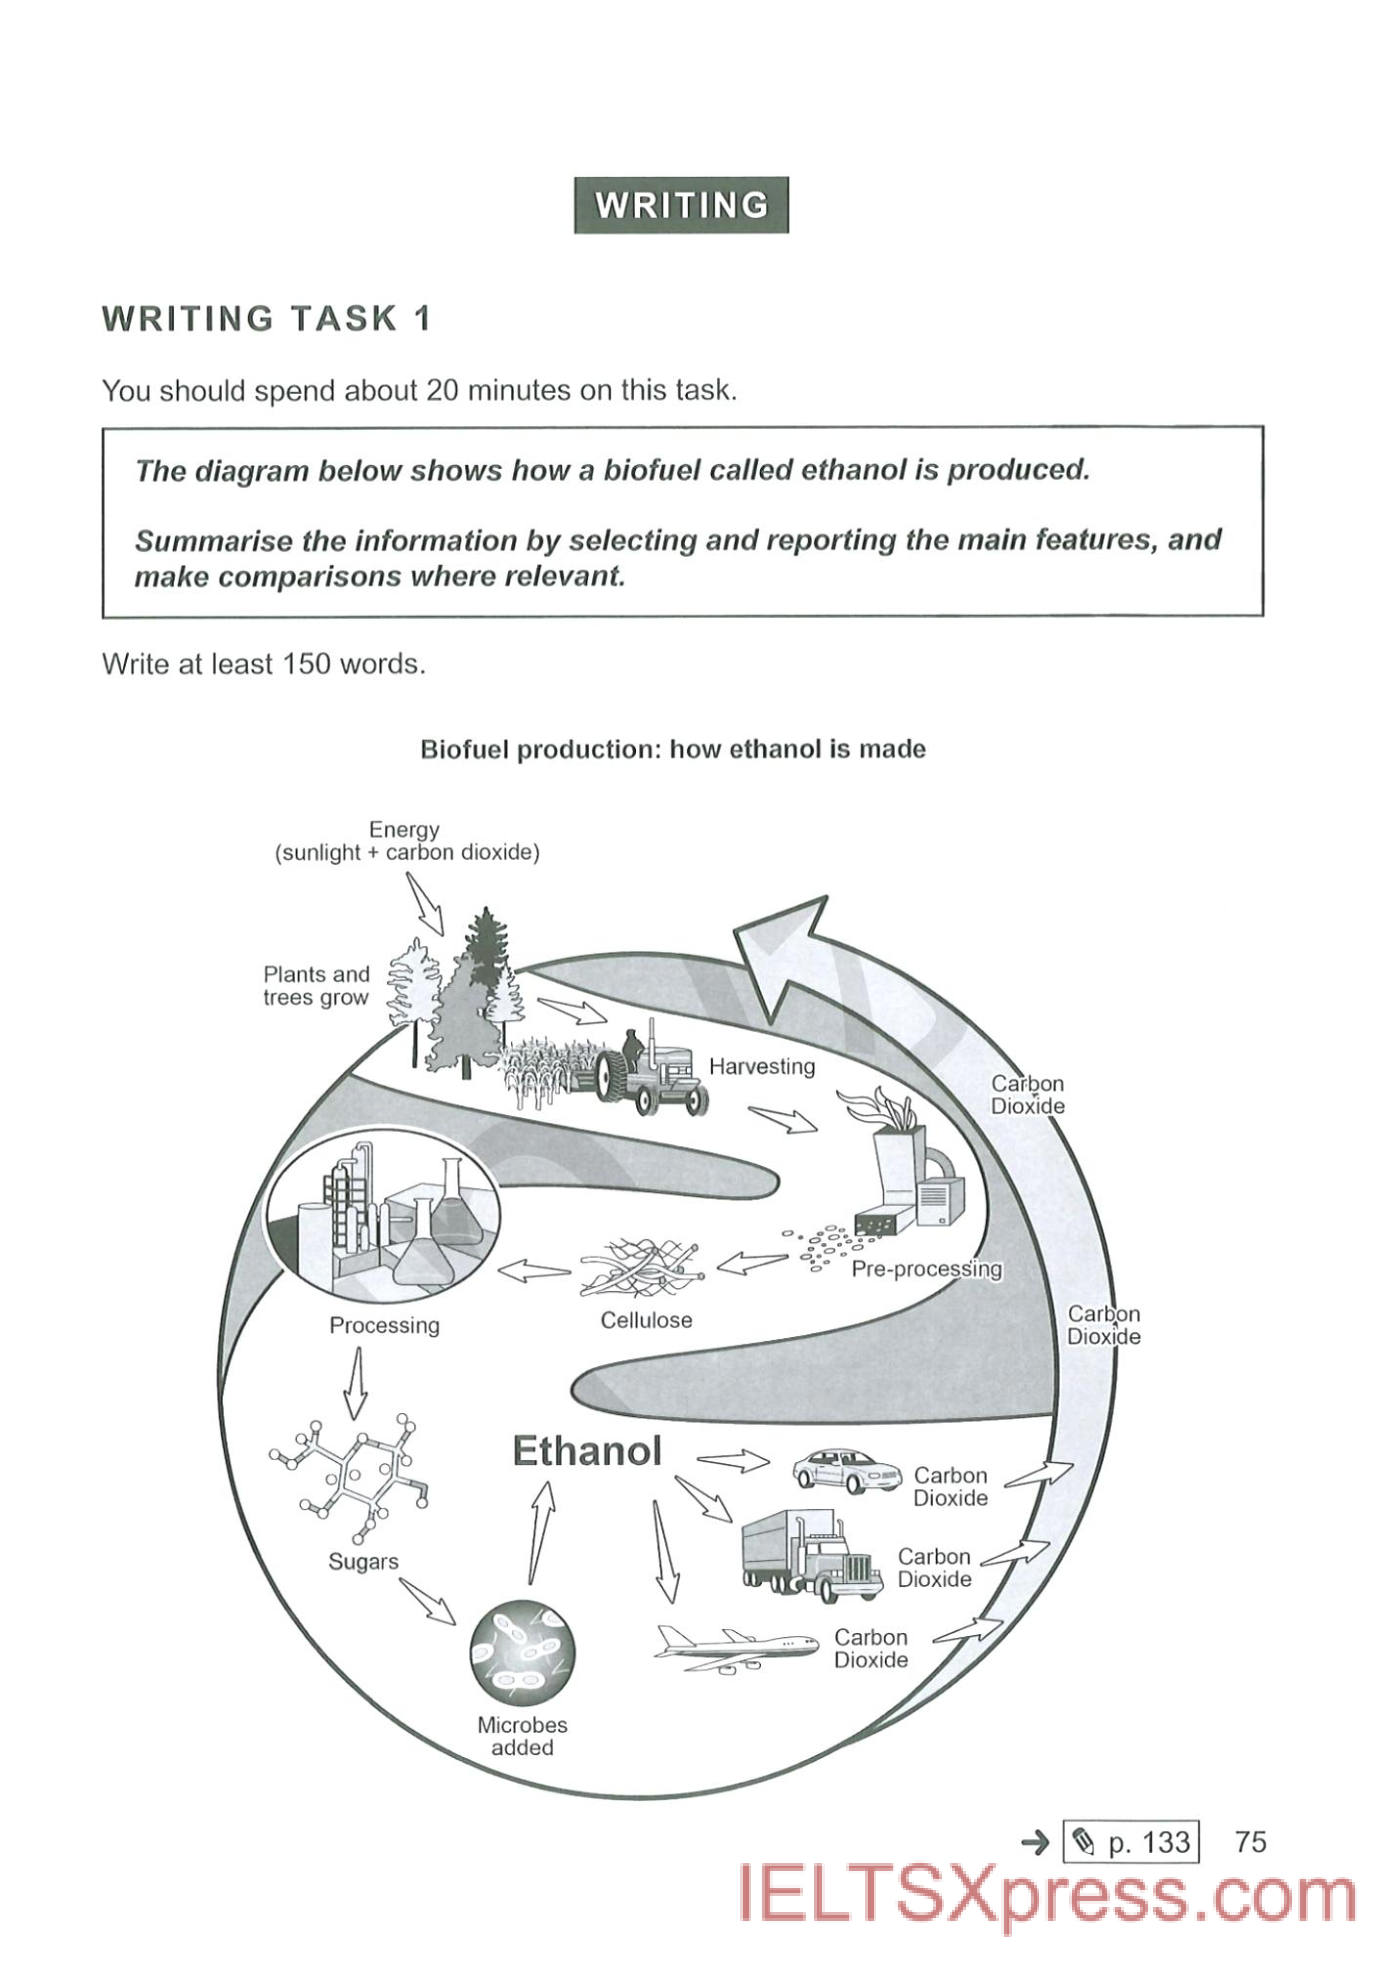 WRITING
WRITING TASK 1
You should spend about 20 minutes on this task.
The diagram below shows how a biofuel called ethanol is produced.
Summarise the information by selecting and reporting the main features, and
make comparisons where relevant.
Write at least 150 words.
Biofuel production: how ethanol is made
Energy
(sunlight + carbon dioxide)
Plants and
trees grow
Harvesting
Carbon
Dioxide
Pre-processing
Cellulose
Processing
Carbon
Dioxide
Ethanol
Carbon
Dioxide
Sugars
Carbon
Dioxide
Carbon
Dioxide
Microbes
added
p. 133
75
IELTSXpress.com